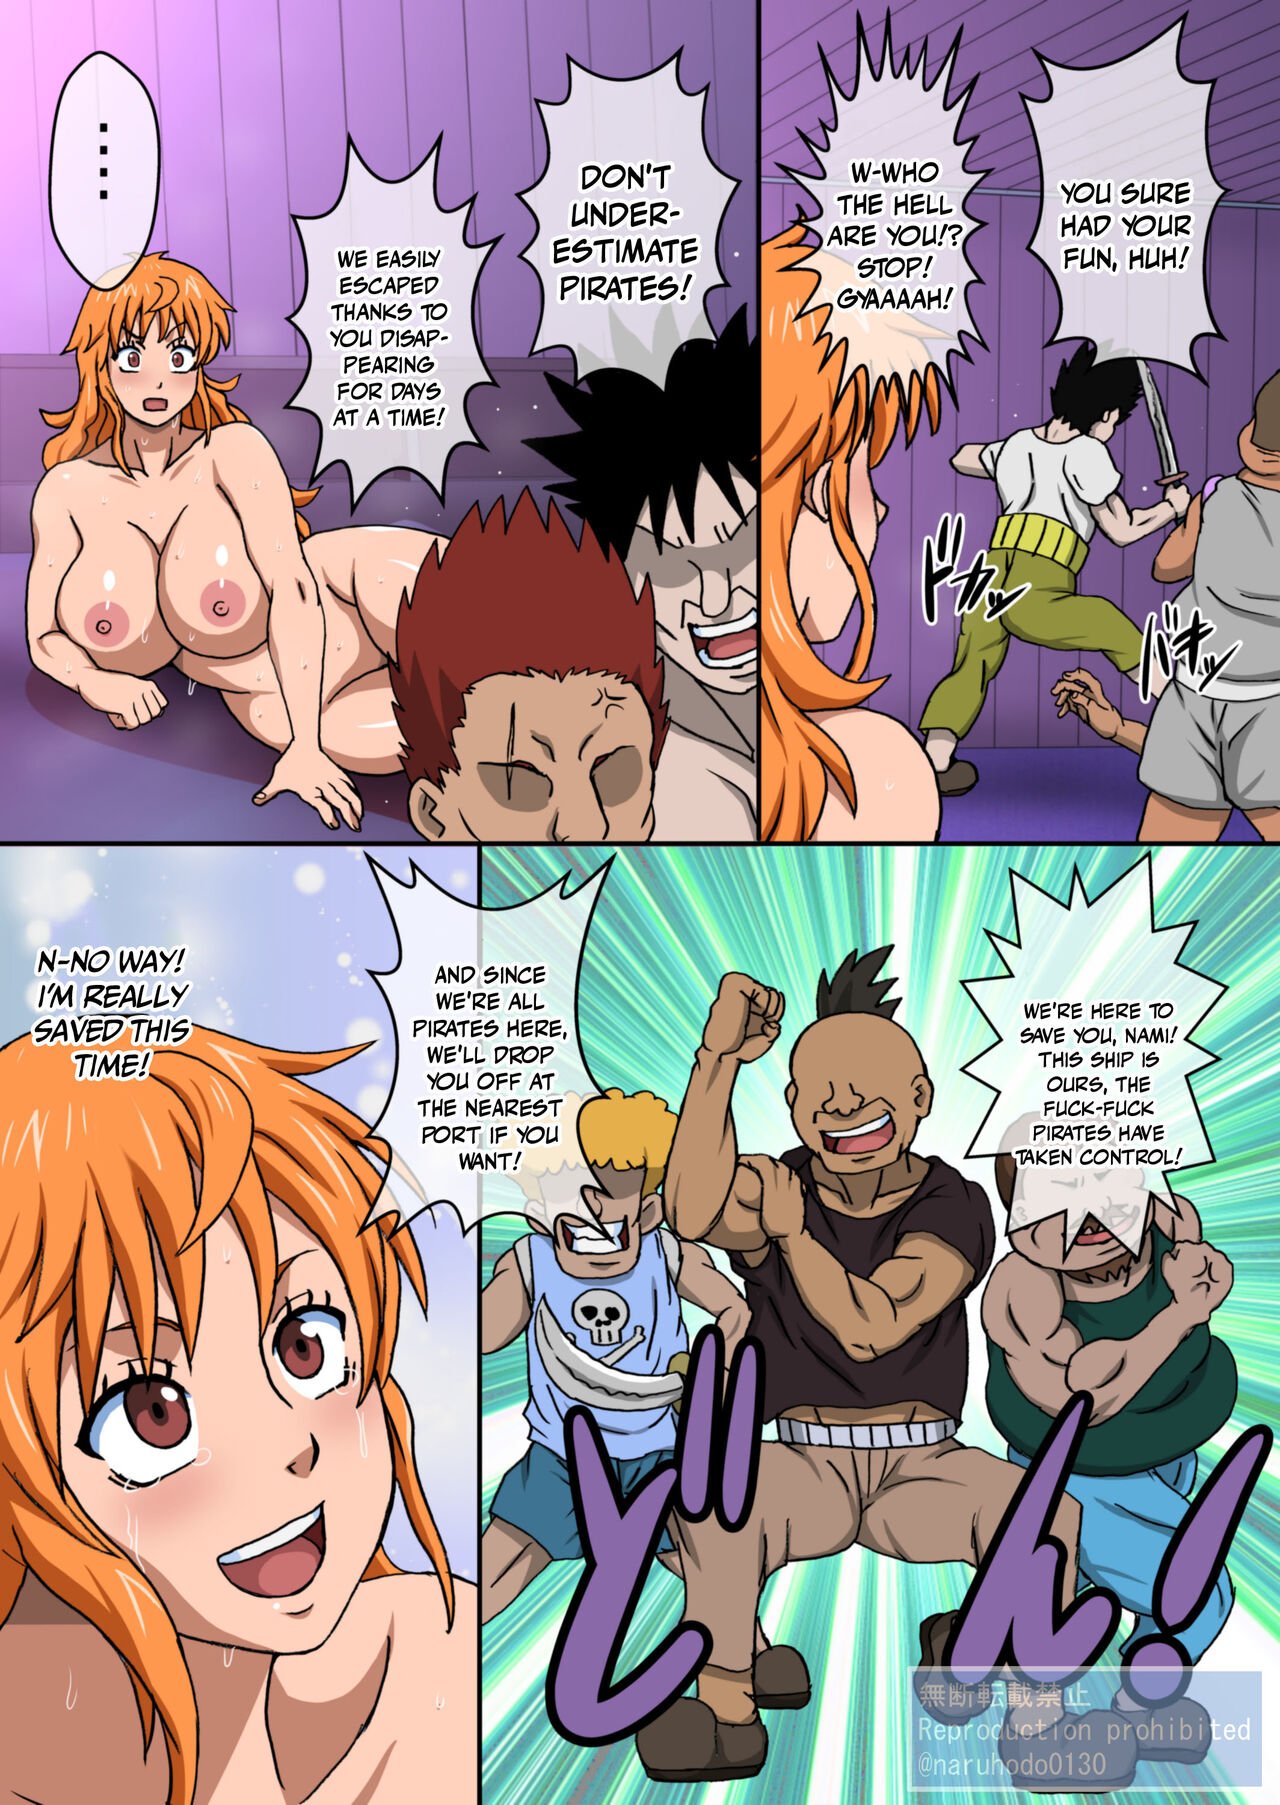 YOU SURE
HAD YOUR
FUN, HUH!
W-WHO
THE HELL
ARE YOU!?
STOP!
GYAAAAH!
ドカッ
バキッ
DON'T
UNDER-
ESTIMATE
PIRATES!
WE EASILY
ESCAPED
THANKS TO
YOU DISAP-
PEARING
FOR DAYS
AT A TIME!
....
WE'RE HERE TO
SAVE YOU, NAMI!
THIS SHIP IS
OURS, THE
FUCK-FUCK
PIRATES HAVE
TAKEN CONTROL!
AND SINCE
WE'RE ALL
PIRATES HERE,
WE'LL DROP
YOU OFF AT
THE NEAREST
PORT IF YOU
WANT!
どん!
N-NO WAY!
I'M REALLY
SAVED THIS
TIME!
無断転載禁止
Reproduction prohibited
@naruhodo0130